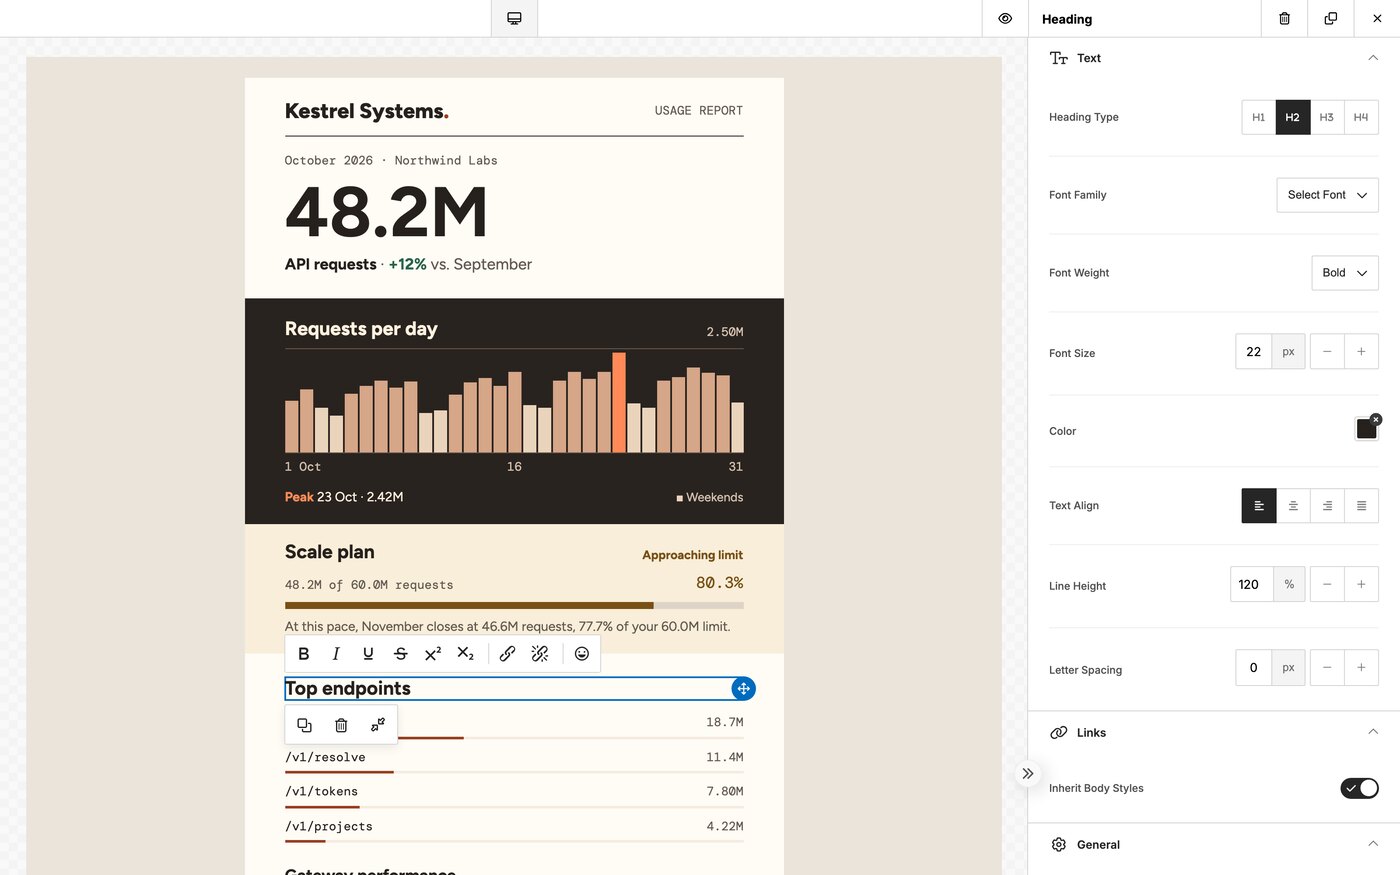 Heading
Kestrel Systems.
USAGE REPORT
October 2026 · Northwind Labs
48.2M
API requests · +12% vs. September
Requests per day
2.50M
1 Oct
16
31
Peak 23 Oct · 2.42M
Weekends
Scale plan
Approaching limit
48.2M of 60.0M requests
80.3%
At this pace, November closes at 46.6M requests, 77.7% of your 60.0M limit.
B I U S X² X₂
Top endpoints
18.7M
/v1/resolve
11.4M
/v1/tokens
7.80M
/v1/projects
4.22M
Text
Heading Type
H1 H2 H3 H4
Font Family
Select Font
Font Weight
Bold
Font Size
22 px
Color
Text Align
Line Height
120 %
Letter Spacing
0 px
Links
Inherit Body Styles
General